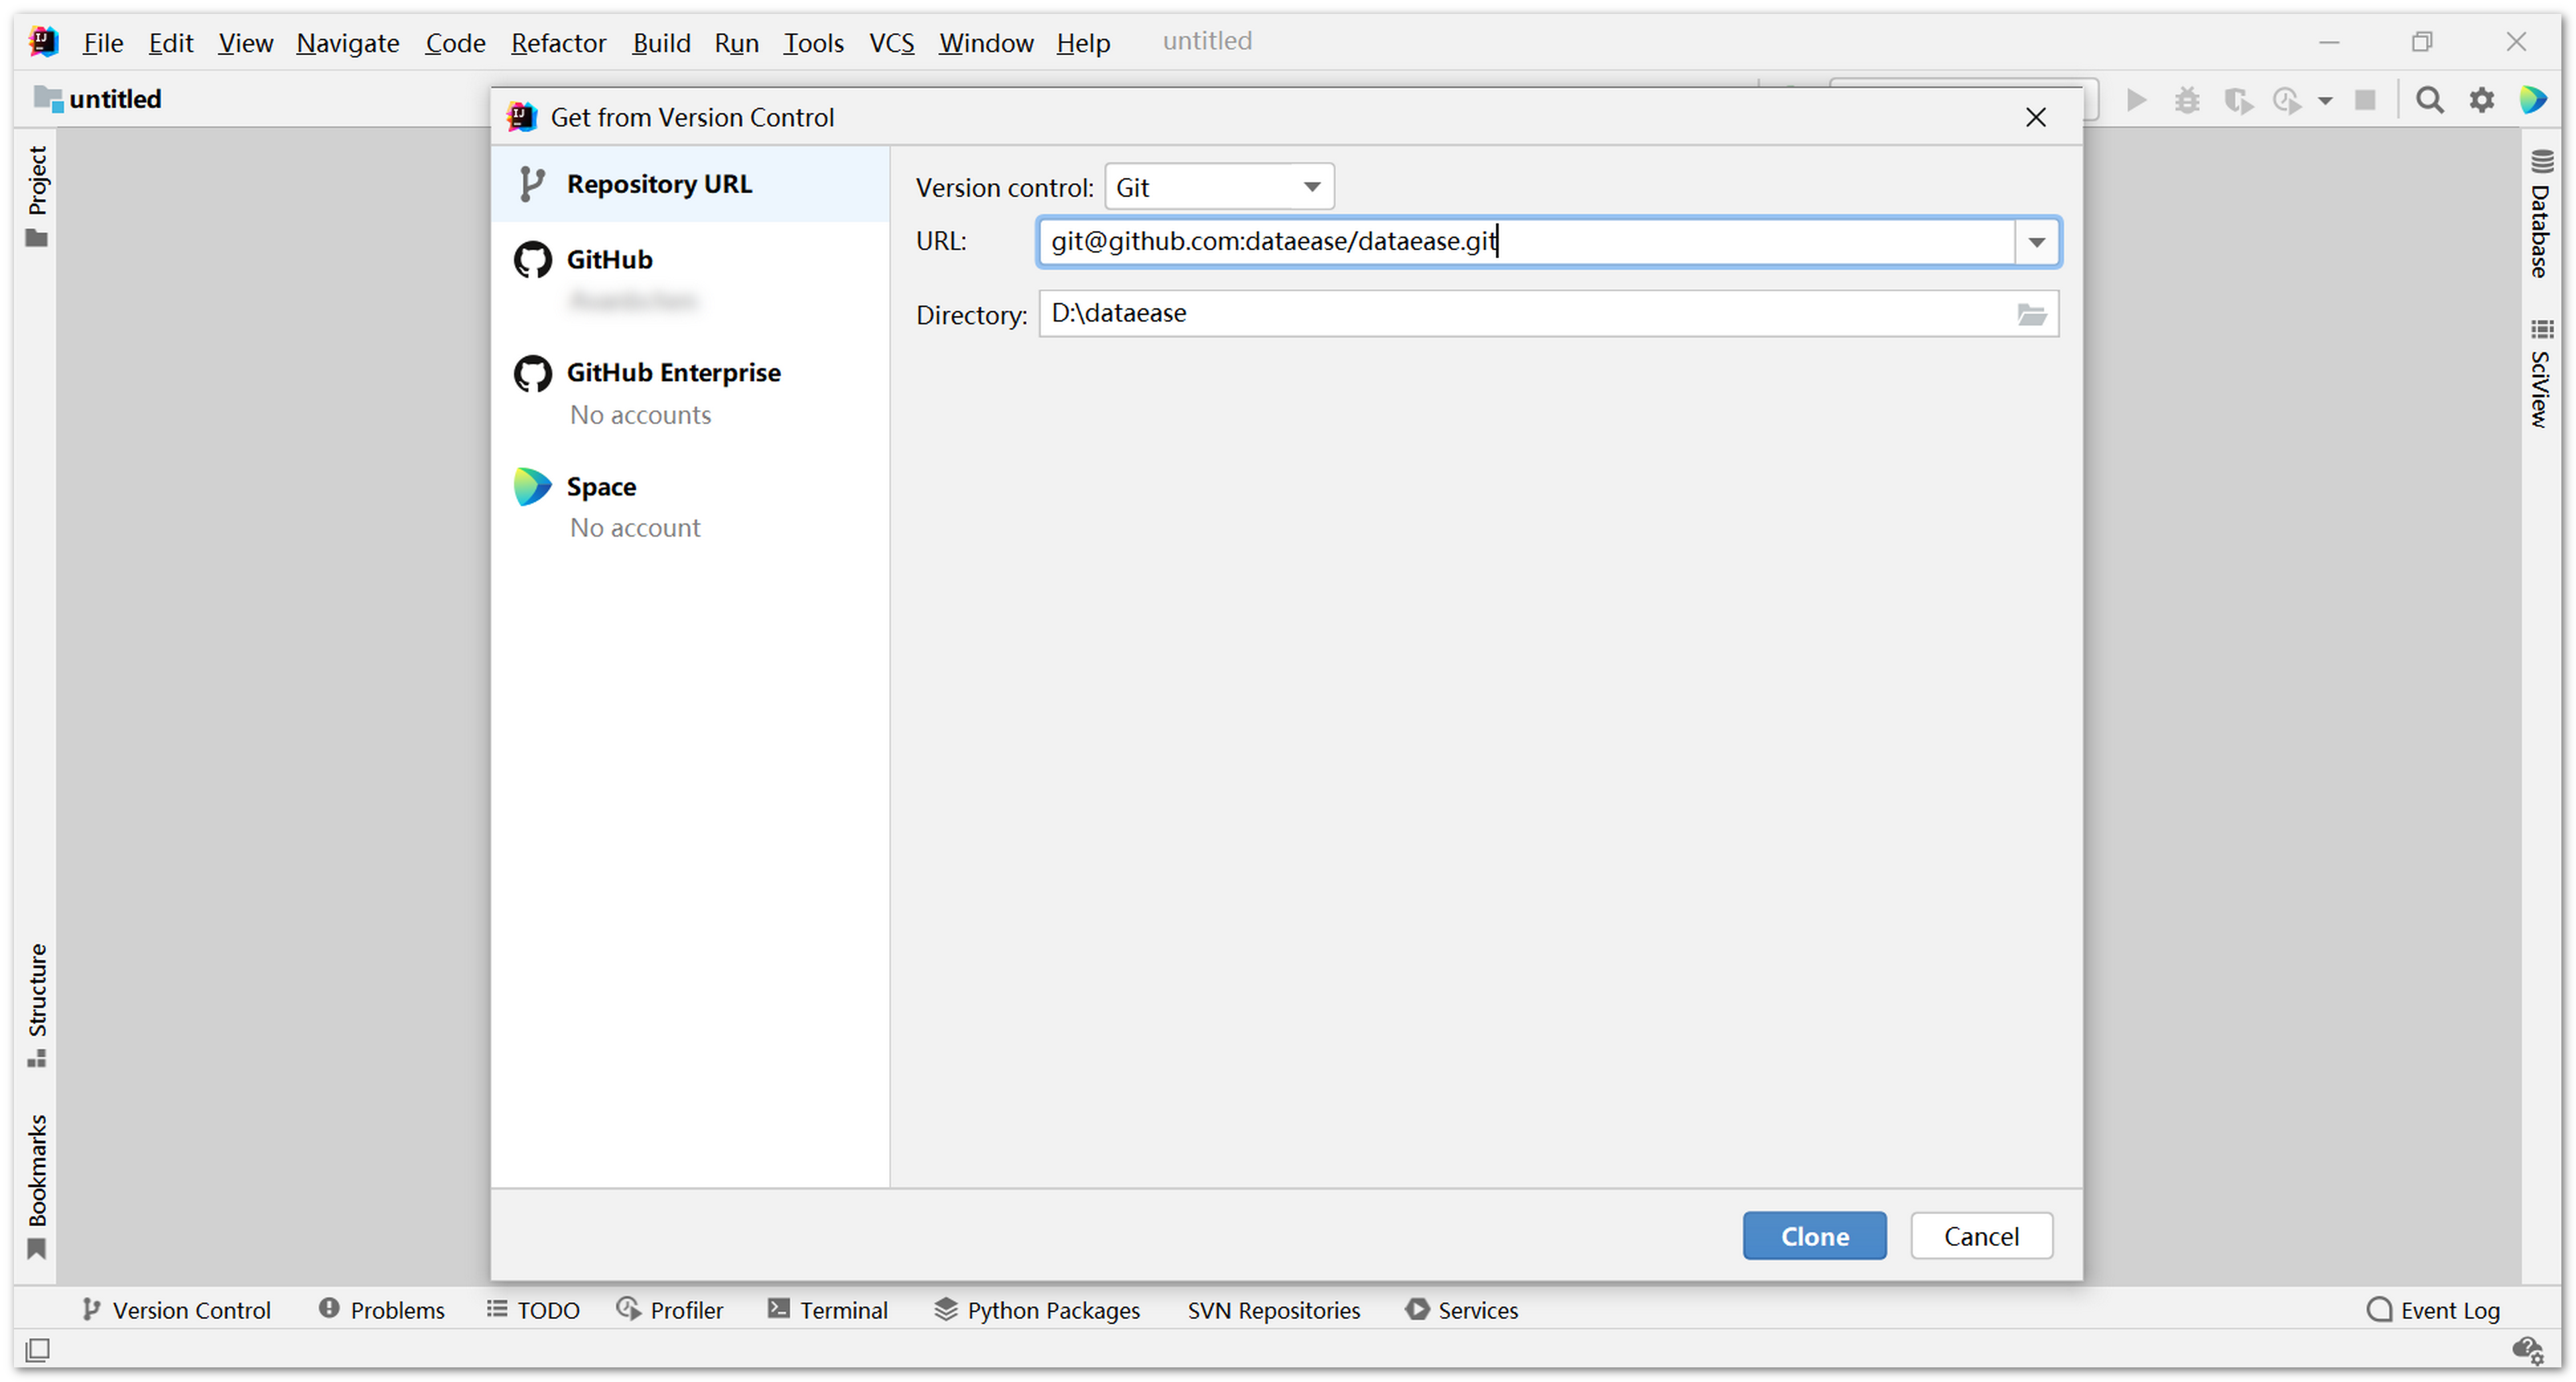 File Edit View Navigate Code Refactor Build Run Tools VCS Window Help untitled
untitled
Get from Version Control
Project
Repository URL
GitHub
GitHub Enterprise
No accounts
Space
No account
Version control: Git
URL: git@github.com:dataease/dataease.git
Directory: D:\dataease
Database
SciView
Structure
Bookmarks
Clone Cancel
Version Control Problems TODO Profiler Terminal Python Packages SVN Repositories Services Event Log